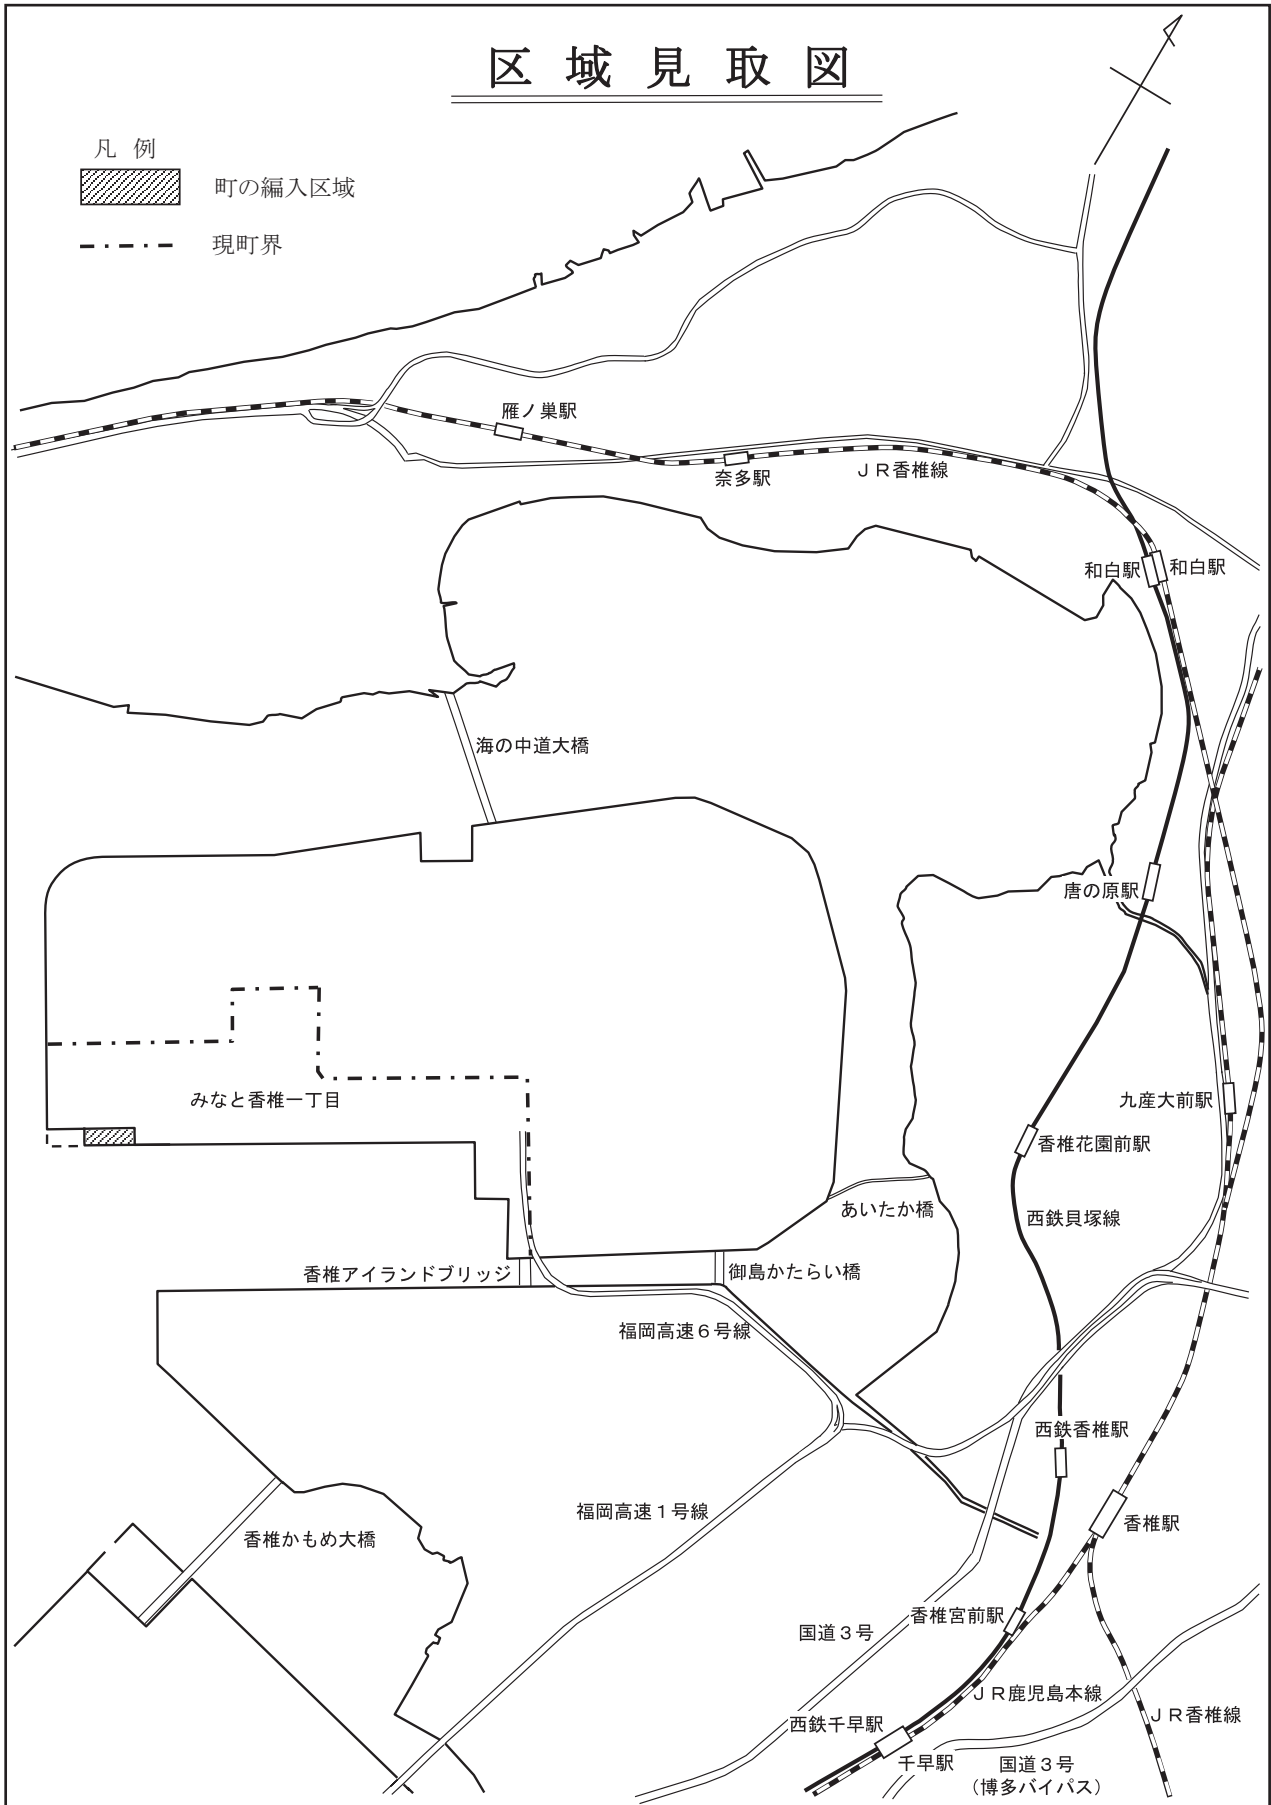 区域見取図
凡例
町の編入区域
現町界
雁ノ巣駅
奈多駅
ＪＲ香椎線
和白駅
和白駅
海の中道大橋
唐の原駅
みなと香椎一丁目
九産大前駅
香椎花園前駅
あいたか橋
西鉄貝塚線
香椎アイランドブリッジ
御島かたらい橋
福岡高速６号線
西鉄香椎駅
福岡高速１号線
香椎駅
香椎かもめ大橋
香椎宮前駅
国道３号
ＪＲ鹿児島本線
ＪＲ香椎線
西鉄千早駅
千早駅
国道３号
（博多バイパス）